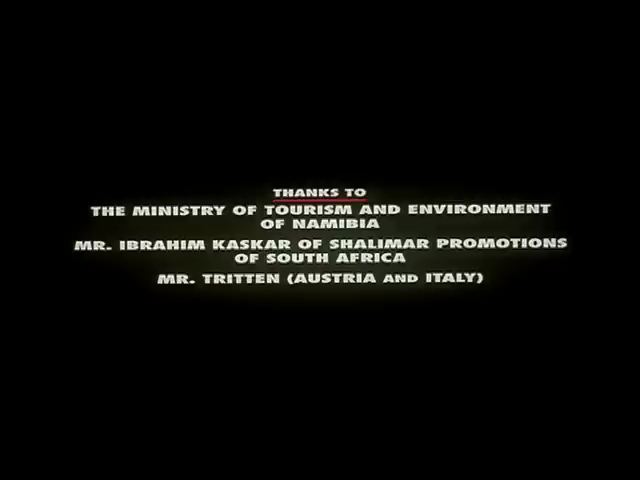 THANKS TO
THE MINISTRY OF TOURISM AND ENVIRONMENT
OF NAMIBIA
MR. IBRAHIM KASKAR OF SHALIMAR PROMOTIONS
OF SOUTH AFRICA
MR. TRITTEN (AUSTRIA AND ITALY)